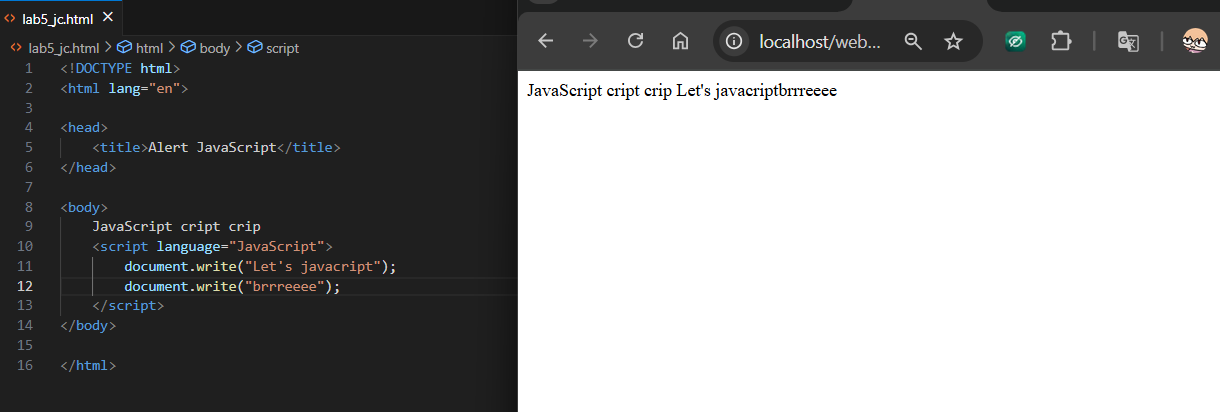 lab5_jc.html
lab5_jc.html > html > body > script
1 <!DOCTYPE html>
2 <html lang="en">
3
4 <head>
5 <title>Alert JavaScript</title>
6 </head>
7
8 <body>
9 JavaScript cript crip
10 <script language="JavaScript">
11 document.write("Let's javacript");
12 document.write("brrreeee");
13 </script>
14 </body>
15
16 </html>
localhost/web...
JavaScript cript crip Let's javacriptbrrreeee